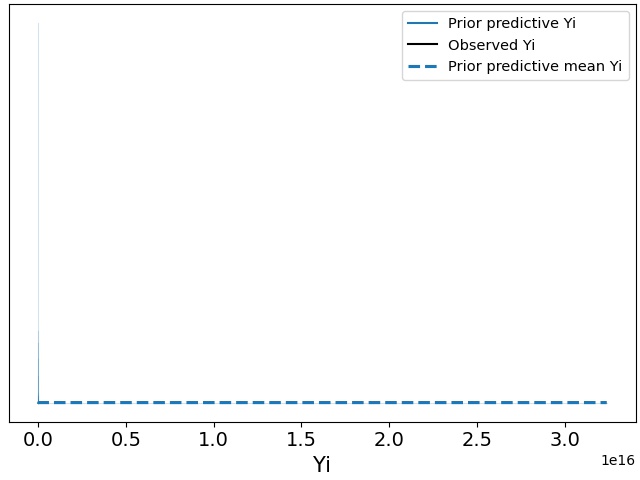 Prior predictive Yi
Observed Yi
Prior predictive mean Yi
0.0 0.5 1.0 1.5 2.0 2.5 3.0
1e16
Yi